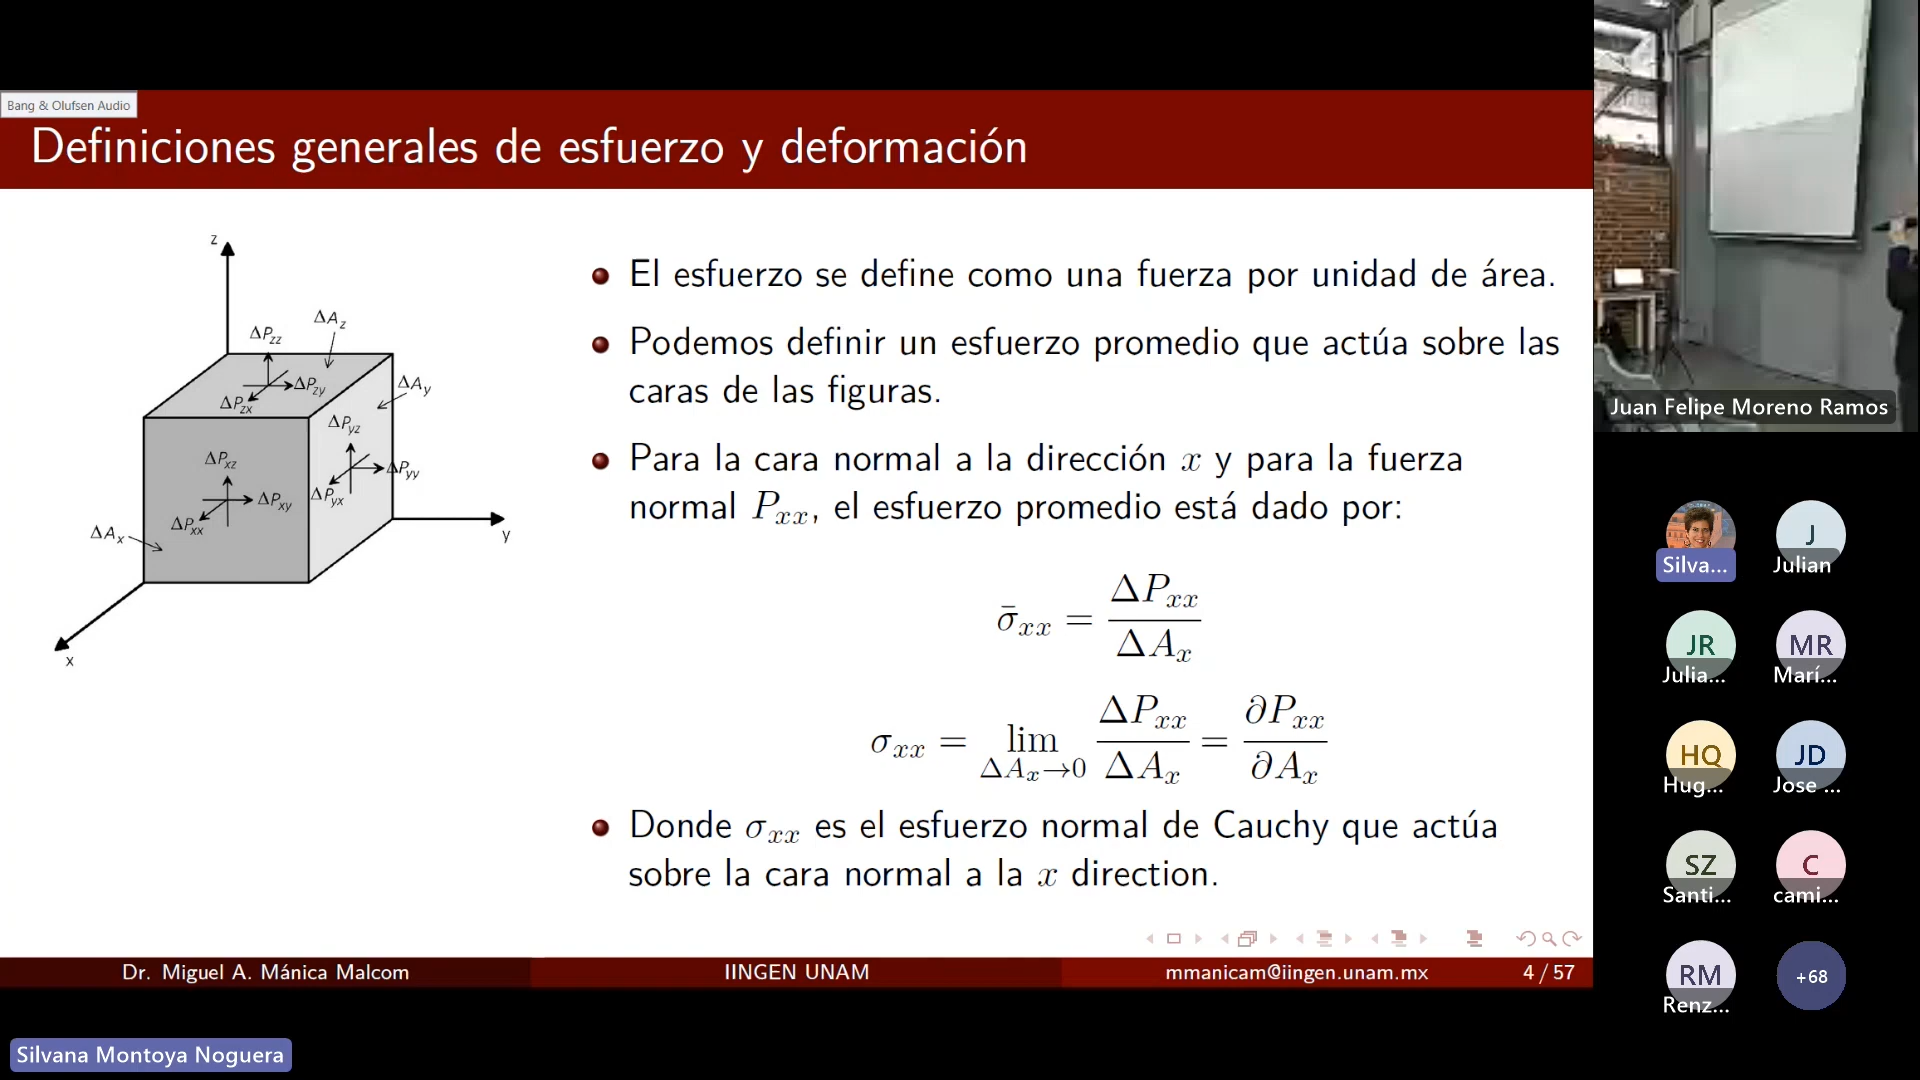 Bang & Olufsen Audio
Definiciones generales de esfuerzo y deformación
z
ΔA_z
ΔP_zz
ΔP_zy
ΔP_zx
ΔA_y
ΔP_yz
ΔP_yy
ΔP_yx
ΔP_xz
ΔP_xy
ΔP_xx
ΔA_x
y
x
El esfuerzo se define como una fuerza por unidad de área.
Podemos definir un esfuerzo promedio que actúa sobre las
caras de las figuras.
Para la cara normal a la dirección x y para la fuerza
normal P_xx, el esfuerzo promedio está dado por:
σ̄_xx = ΔP_xx / ΔA_x
σ_xx = lim_{ΔA_x→0} ΔP_xx / ΔA_x = ∂P_xx / ∂A_x
Donde σ_xx es el esfuerzo normal de Cauchy que actúa
sobre la cara normal a la x direction.
Dr. Miguel A. Mánica Malcom IINGEN UNAM mmanicam@iingen.unam.mx 4 / 57
Silvana Montoya Noguera
Juan Felipe Moreno Ramos
Silva...
J
Julian
JR
Julia...
MR
Marí...
HQ
Hug...
JD
Jose ...
SZ
Santi...
C
cami...
RM
Renz...
+68